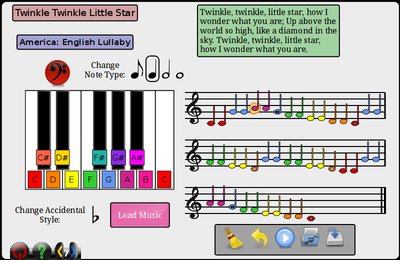 Twinkle Twinkle Little Star
America: English Lullaby
Twinkle, twinkle, little star, how I
wonder what you are; Up above the
world so high, like a diamond in the
sky. Twinkle, twinkle, little star,
how I wonder what you are.
Change
Note Type:
C# D# F# G# A#
C D E F G A B C
Change Accidental
Style:
Load Music